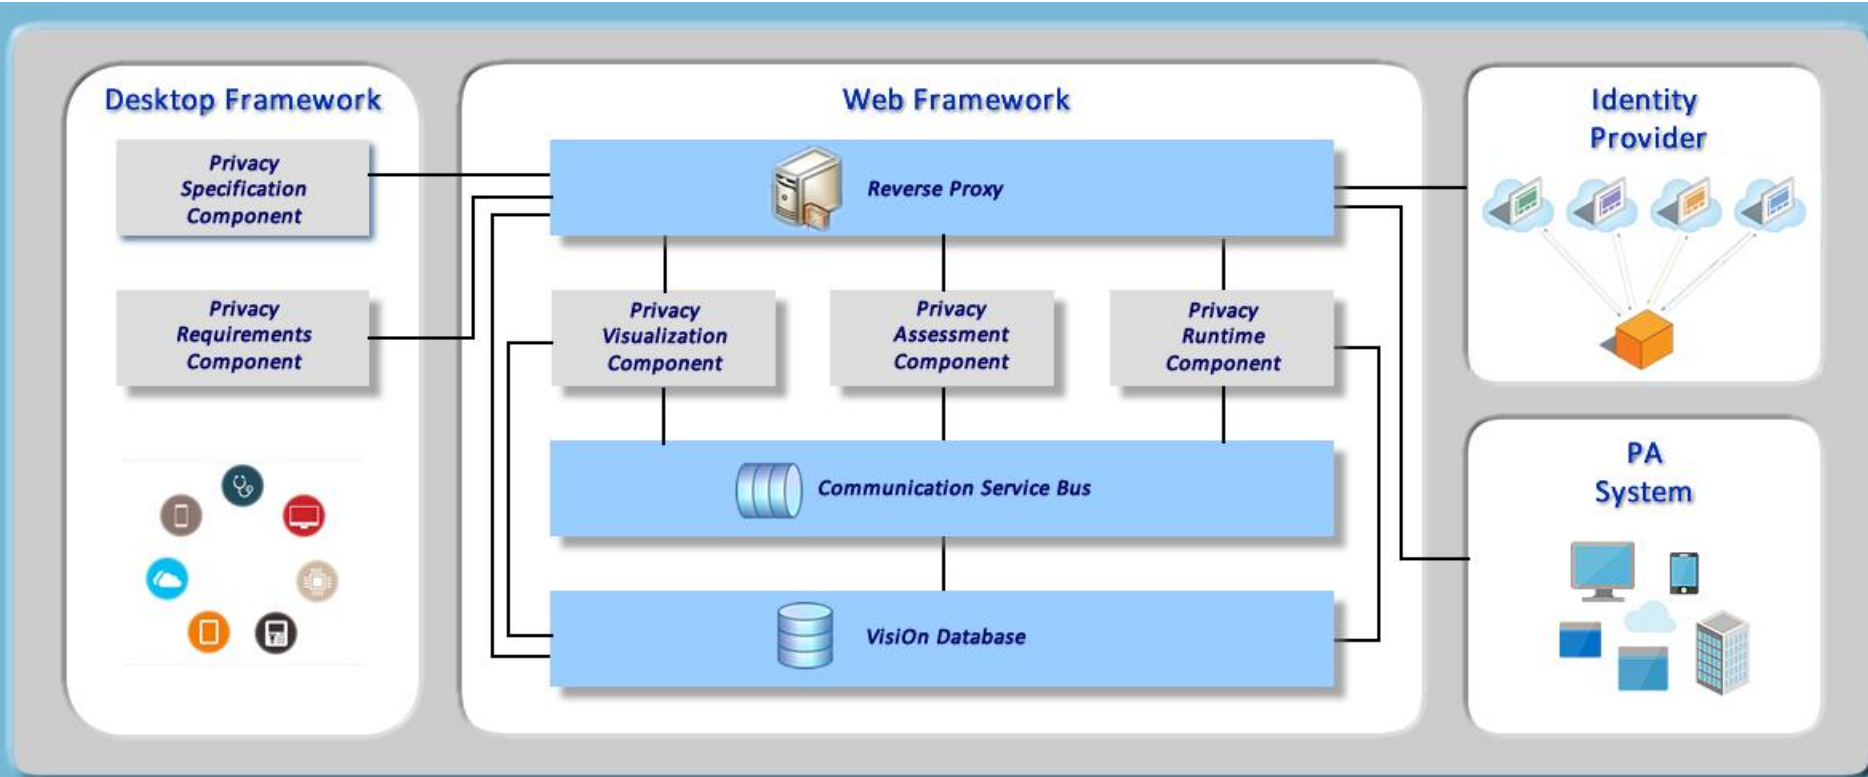 Desktop Framework
Privacy
Specification
Component
Privacy
Requirements
Component
Web Framework
Reverse Proxy
Privacy
Visualization
Component
Privacy
Assessment
Component
Privacy
Runtime
Component
Communication Service Bus
VisiOn Database
Identity
Provider
PA
System